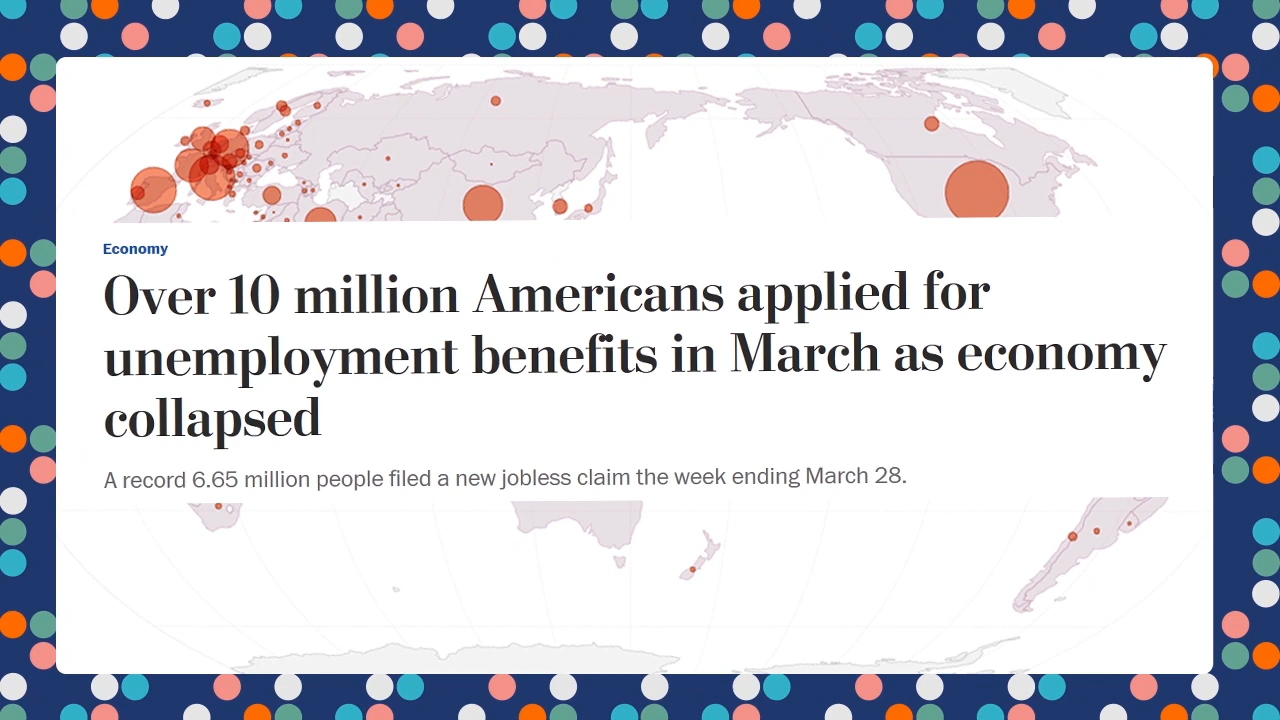 Economy
Over 10 million Americans applied for
unemployment benefits in March as economy
collapsed
A record 6.65 million people filed a new jobless claim the week ending March 28.